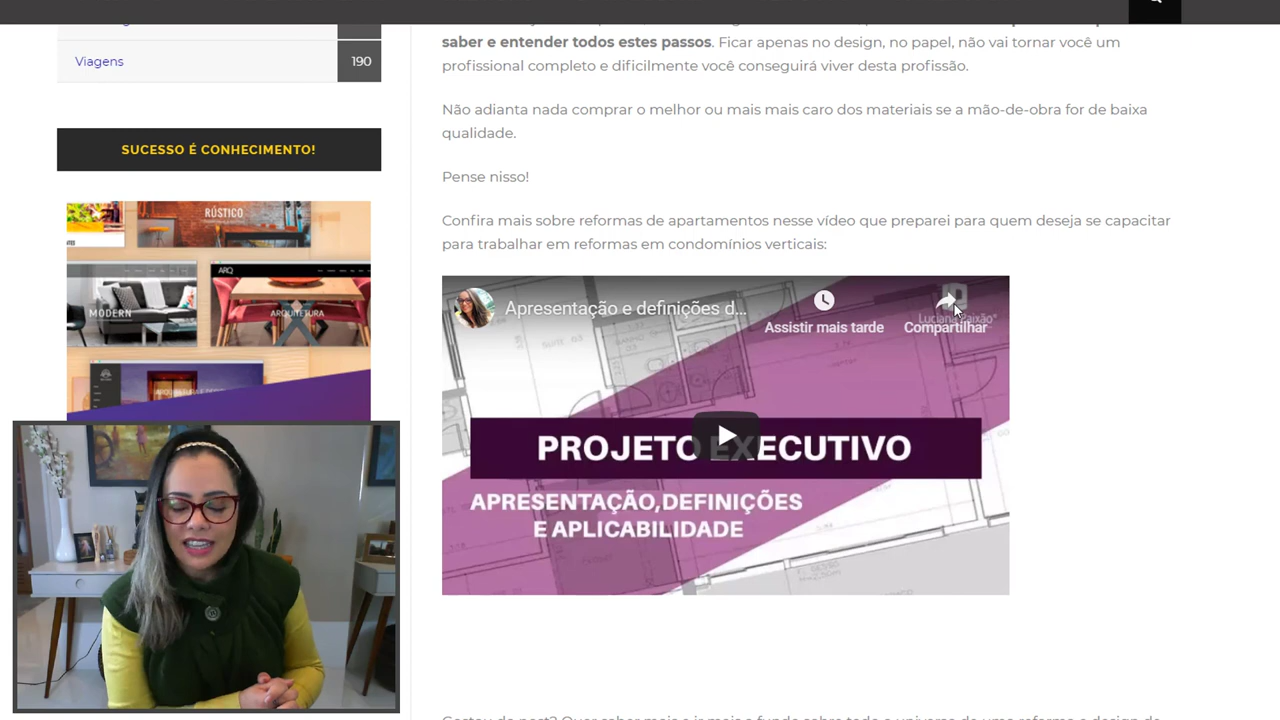 Viagens
190
SUCESSO É CONHECIMENTO!
RÚSTICO
MODERN
ARQ
ARQUITETURA
saber e entender todos estes passos. Ficar apenas no design, no papel, não vai tornar você um
profissional completo e dificilmente você conseguirá viver desta profissão.
Não adianta nada comprar o melhor ou mais mais caro dos materiais se a mão-de-obra for de baixa
qualidade.
Pense nisso!
Confira mais sobre reformas de apartamentos nesse vídeo que preparei para quem deseja se capacitar
para trabalhar em reformas em condomínios verticais:
Apresentação e definições d...
Assistir mais tarde
Compartilhar
Luciana Paixão
PROJETO EXECUTIVO
APRESENTAÇÃO,DEFINIÇÕES
E APLICABILIDADE